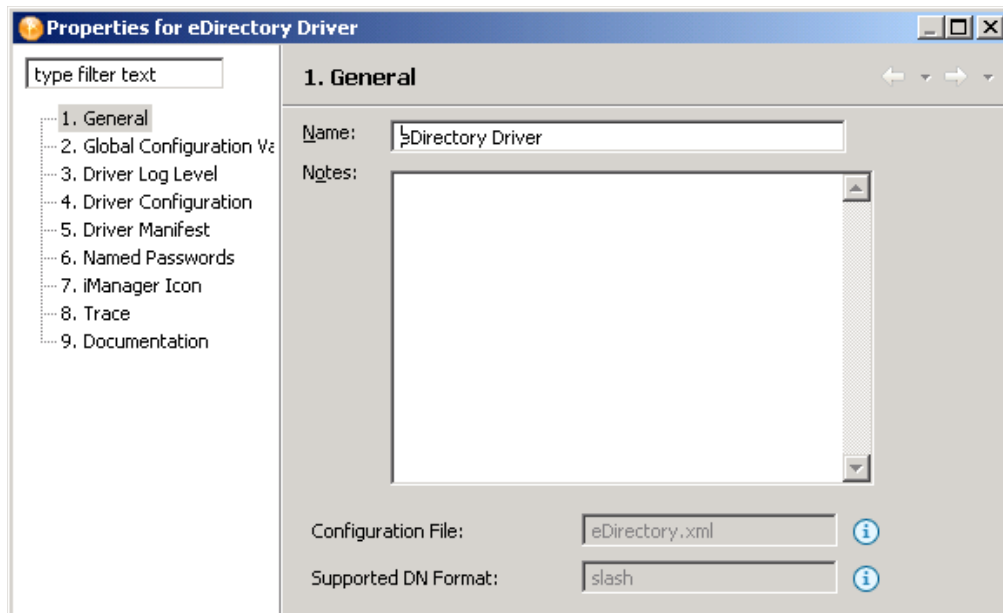 Properties for eDirectory Driver
type filter text
1. General
2. Global Configuration Va
3. Driver Log Level
4. Driver Configuration
5. Driver Manifest
6. Named Passwords
7. iManager Icon
8. Trace
9. Documentation
1. General
Name:
eDirectory Driver
Notes:
Configuration File:
eDirectory.xml
Supported DN Format:
slash